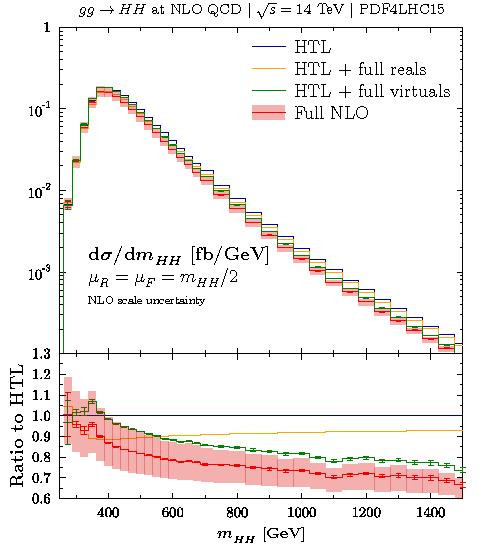 gg → HH at NLO QCD | √s = 14 TeV | PDF4LHC15
1
HTL
HTL + full reals
HTL + full virtuals
Full NLO
10⁻¹
10⁻²
10⁻³
dσ/dm_HH [fb/GeV]
μ_R = μ_F = m_HH/2
NLO scale uncertainty
1.3
1.2
1.1
1.0
0.9
0.8
0.7
0.6
Ratio to HTL
400 600 800 1000 1200 1400
m_HH [GeV]